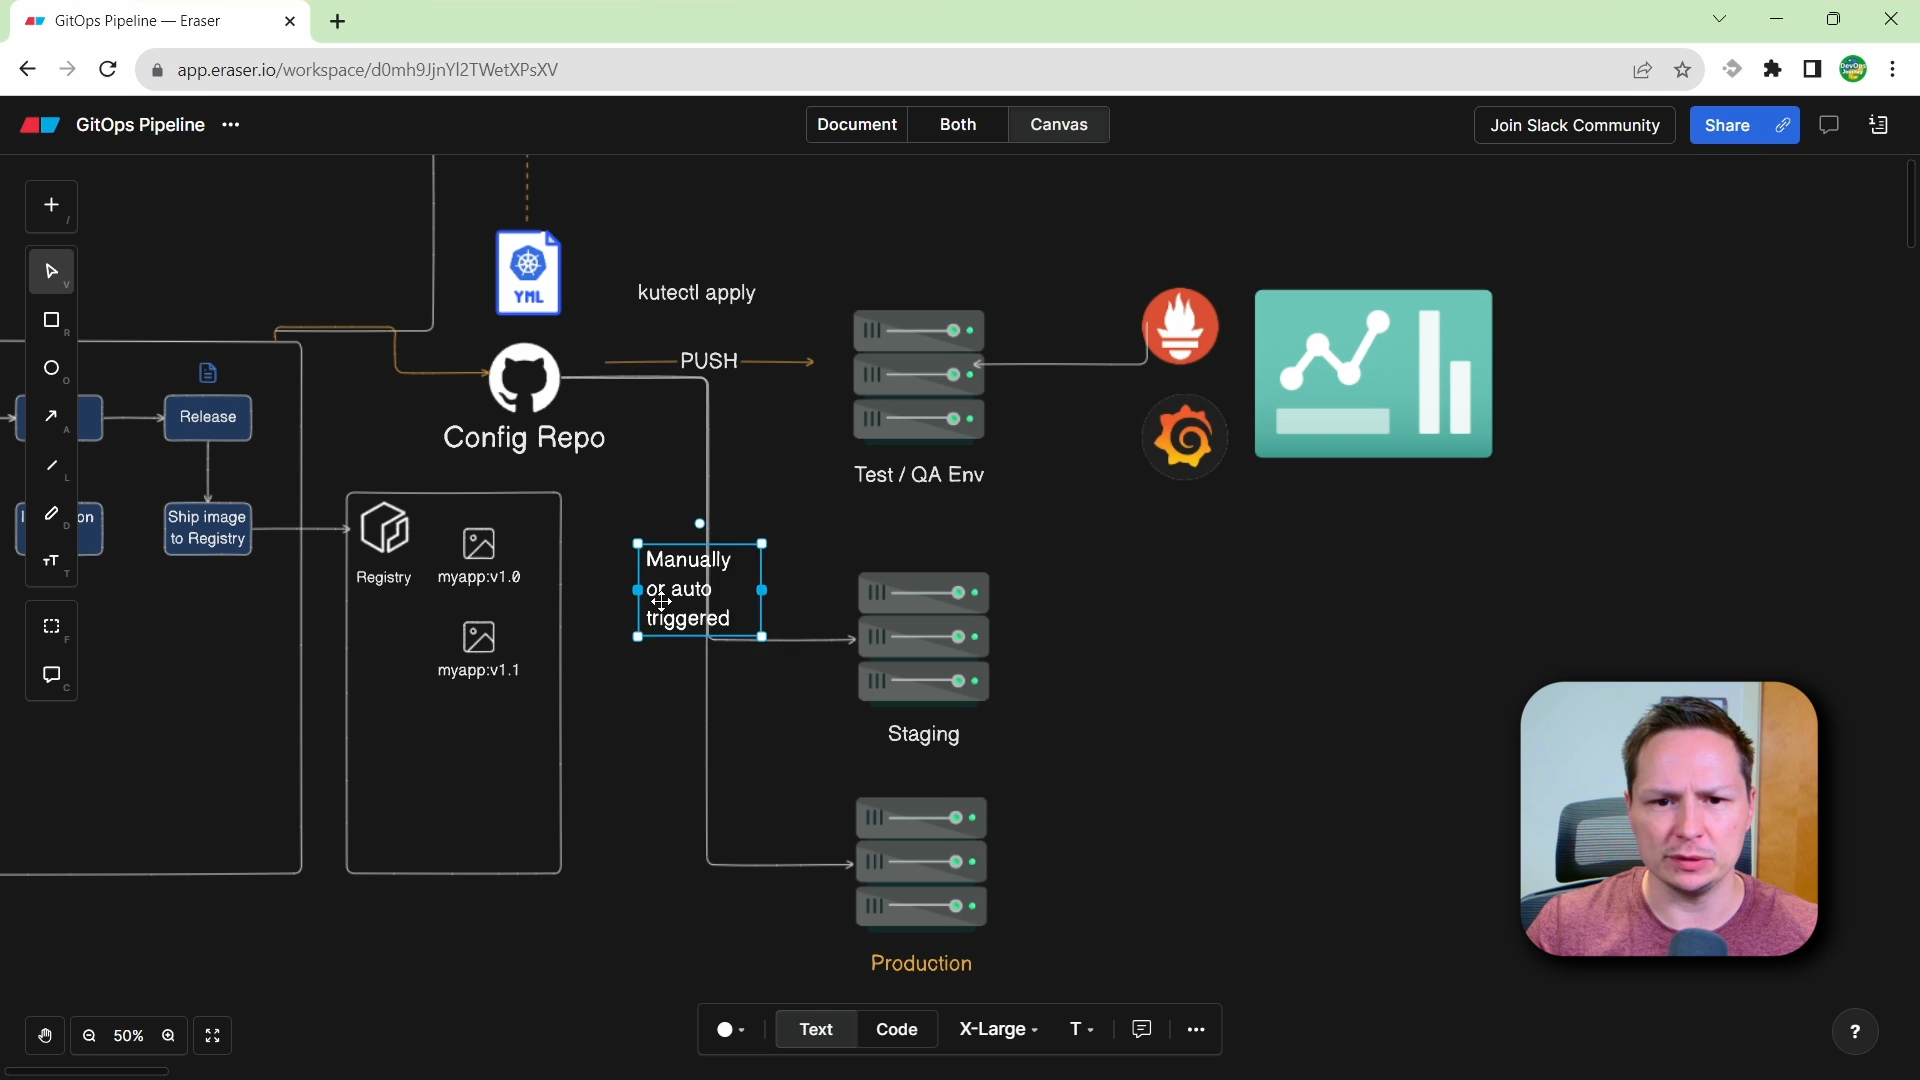 GitOps Pipeline — Eraser
app.eraser.io/workspace/d0mh9JjnYl2TWetXPsXV
DevOps
Journey
GitOps Pipeline
Document
Both
Canvas
Join Slack Community
Share
/
V
R
O
A
L
D
T
F
C
YML
kutectl apply
PUSH
Config Repo
Release
on
Ship image
to Registry
Registry
myapp:v1.0
myapp:v1.1
Manually
or auto
triggered
Test / QA Env
Staging
Production
50%
Text
Code
X-Large
T
?